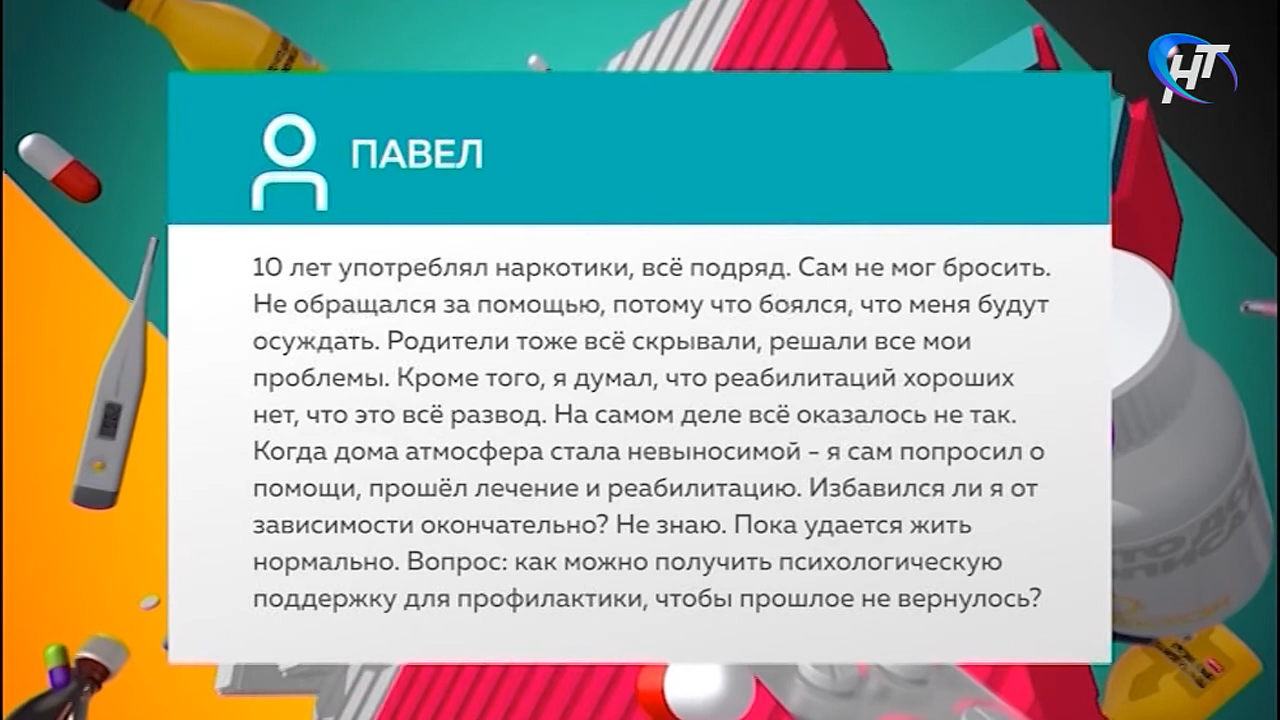 НТ
ПАВЕЛ
10 лет употреблял наркотики, всё подряд. Сам не мог бросить.
Не обращался за помощью, потому что боялся, что меня будут
осуждать. Родители тоже всё скрывали, решали все мои
проблемы. Кроме того, я думал, что реабилитаций хороших
нет, что это всё развод. На самом деле всё оказалось не так.
Когда дома атмосфера стала невыносимой - я сам попросил о
помощи, прошёл лечение и реабилитацию. Избавился ли я от
зависимости окончательно? Не знаю. Пока удается жить
нормально. Вопрос: как можно получить психологическую
поддержку для профилактики, чтобы прошлое не вернулось?